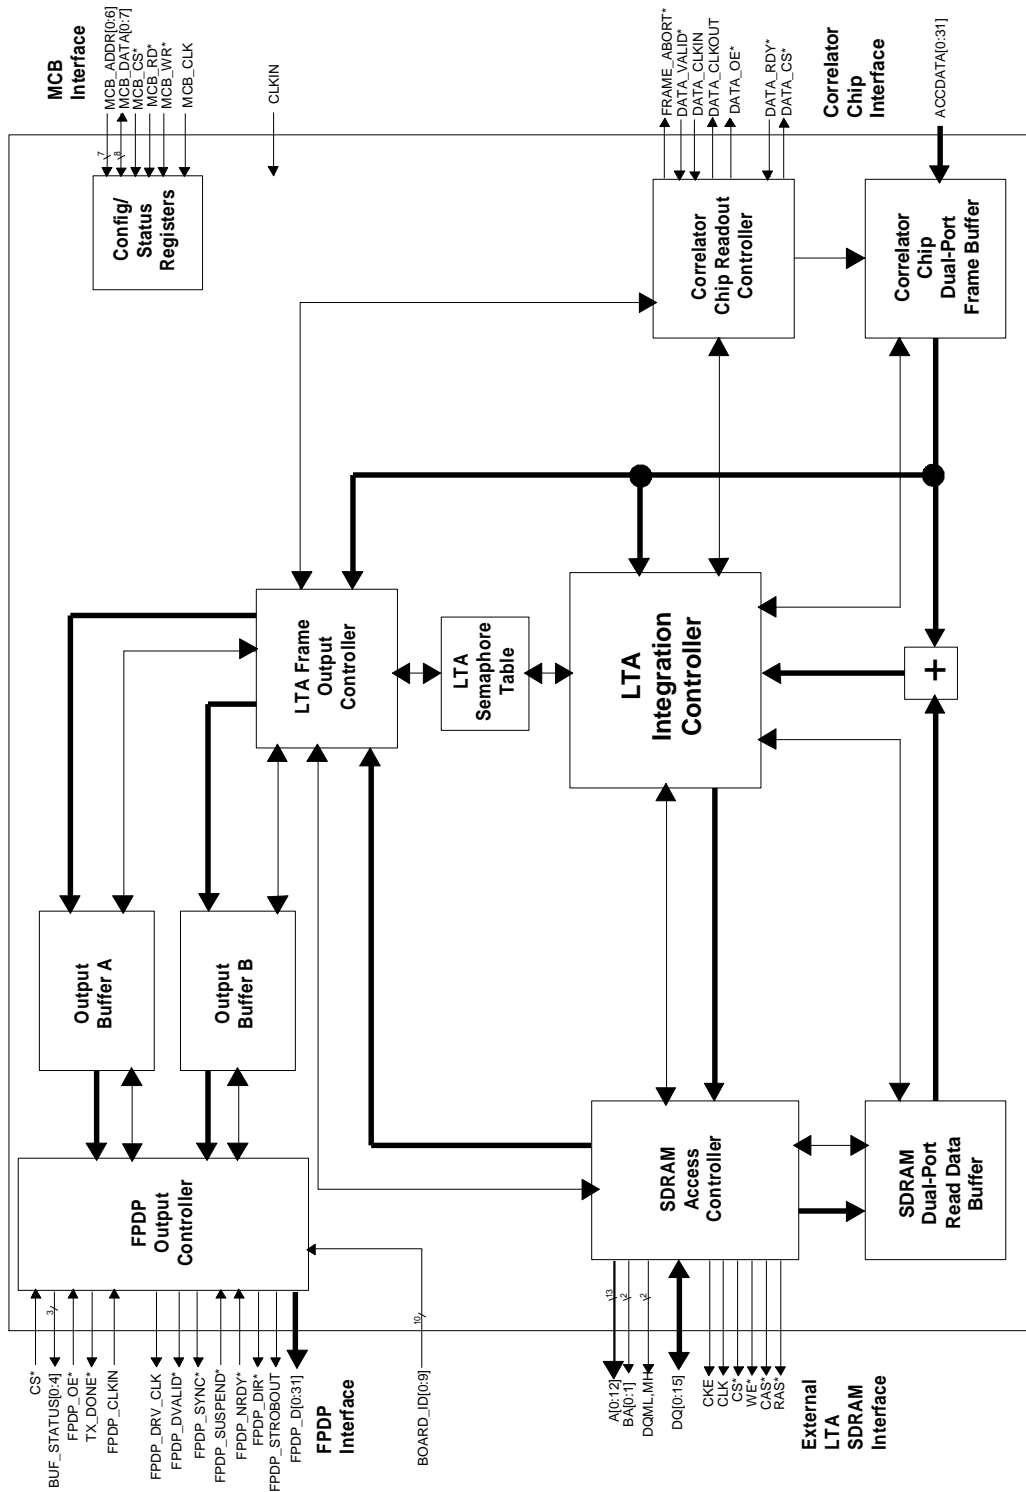 MCB
Interface
MCB_ADDR[0:6]
MCB_DATA[0:7]
MCB_CS*
MCB_RD*
MCB_WR*
MCB_CLK
7
8
CLKIN
FRAME_ABORT*
DATA_VALID*
DATA_CLKIN
DATA_CLKOUT
DATA_OE*
DATA_RDY*
DATA_CS*
Correlator
Chip
Interface
ACCDATA[0:31]
Config/
Status
Registers
Correlator
Chip Readout
Controller
Correlator
Chip
Dual-Port
Frame Buffer
LTA Frame
Output
Controller
LTA
Semaphore
Table
LTA
Integration
Controller
+
Output
Buffer A
Output
Buffer B
FPDP
Output
Controller
SDRAM
Access
Controller
SDRAM
Dual-Port
Read Data
Buffer
CS*
BUF_STATUS[0:4]
3
FPDP_OE*
TX_DONE*
FPDP_CLKIN
FPDP_DRV_CLK
FPDP_DVALID*
FPDP_SYNC*
FPDP_SUSPEND*
FPDP_NRDY*
FPDP_DIR*
FPDP_STROBOUT
FPDP_D[0:31]
FPDP
Interface
BOARD_ID[0:9]
10
A[0:12]
13
BA[0:1]
2
DQML,MH
2
DQ[0:15]
CKE
CLK
CS*
WE*
CAS*
RAS*
External
LTA
SDRAM
Interface